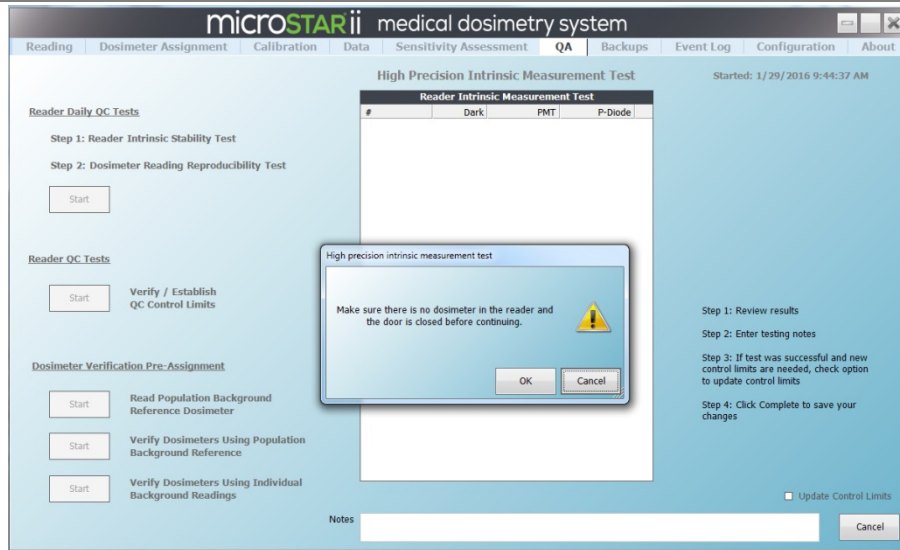 microSTARii medical dosimetry system
Reading Dosimeter Assignment Calibration Data Sensitivity Assessment QA Backups Event Log Configuration About
High Precision Intrinsic Measurement Test
Started: 1/29/2016 9:44:37 AM
Reader Intrinsic Measurement Test
# Dark PMT P-Diode
Reader Daily QC Tests
Step 1: Reader Intrinsic Stability Test
Step 2: Dosimeter Reading Reproducibility Test
Start
Reader QC Tests
Start
Verify / Establish
QC Control Limits
Dosimeter Verification Pre-Assignment
Start
Read Population Background
Reference Dosimeter
Start
Verify Dosimeters Using Population
Background Reference
Start
Verify Dosimeters Using Individual
Background Readings
High precision intrinsic measurement test
Make sure there is no dosimeter in the reader and
the door is closed before continuing.
OK Cancel
Step 1: Review results
Step 2: Enter testing notes
Step 3: If test was successful and new
control limits are needed, check option
to update control limits
Step 4: Click Complete to save your
changes
Update Control Limits
Notes
Cancel